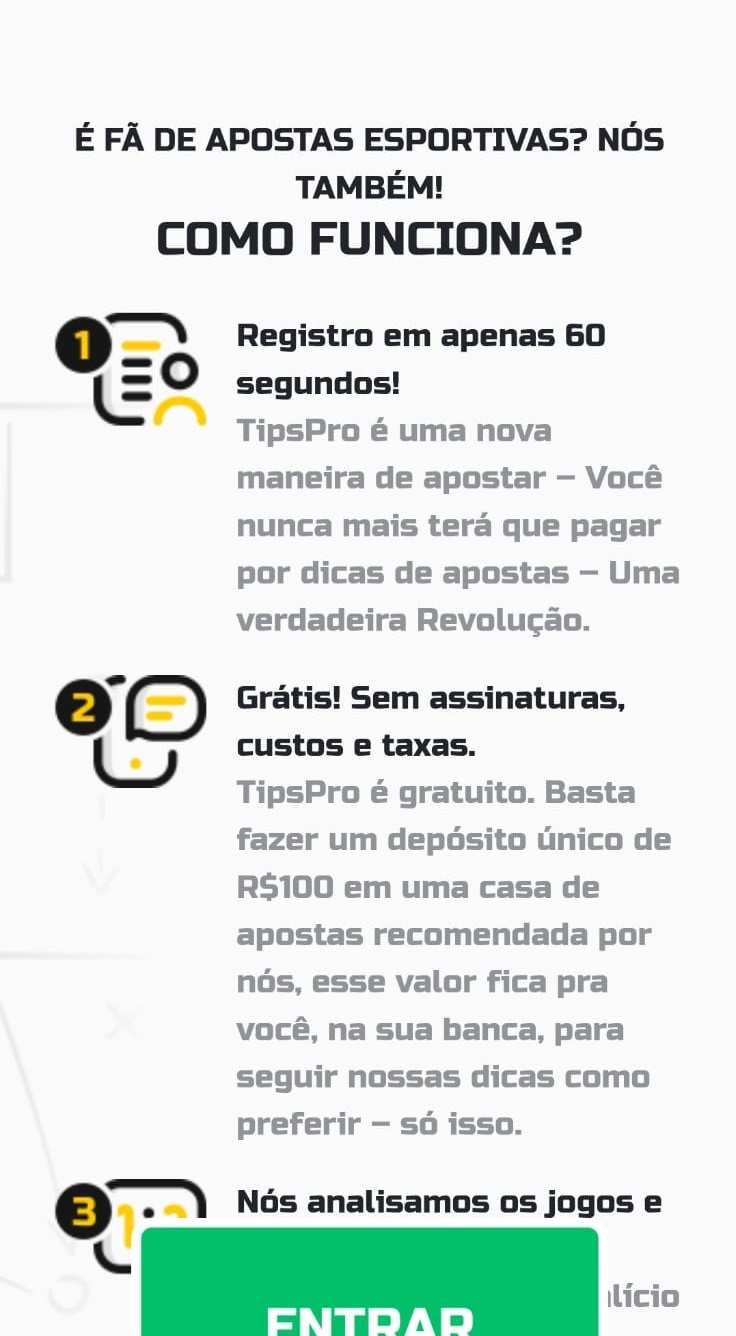 É FÃ DE APOSTAS ESPORTIVAS? NÓS
TAMBÉM!
COMO FUNCIONA?
1
Registro em apenas 60
segundos!
TipsPro é uma nova
maneira de apostar – Você
nunca mais terá que pagar
por dicas de apostas – Uma
verdadeira Revolução.
2
Grátis! Sem assinaturas,
custos e taxas.
TipsPro é gratuito. Basta
fazer um depósito único de
R$100 em uma casa de
apostas recomendada por
nós, esse valor fica pra
você, na sua banca, para
seguir nossas dicas como
preferir – só isso.
3
Nós analisamos os jogos e
ENTRAR